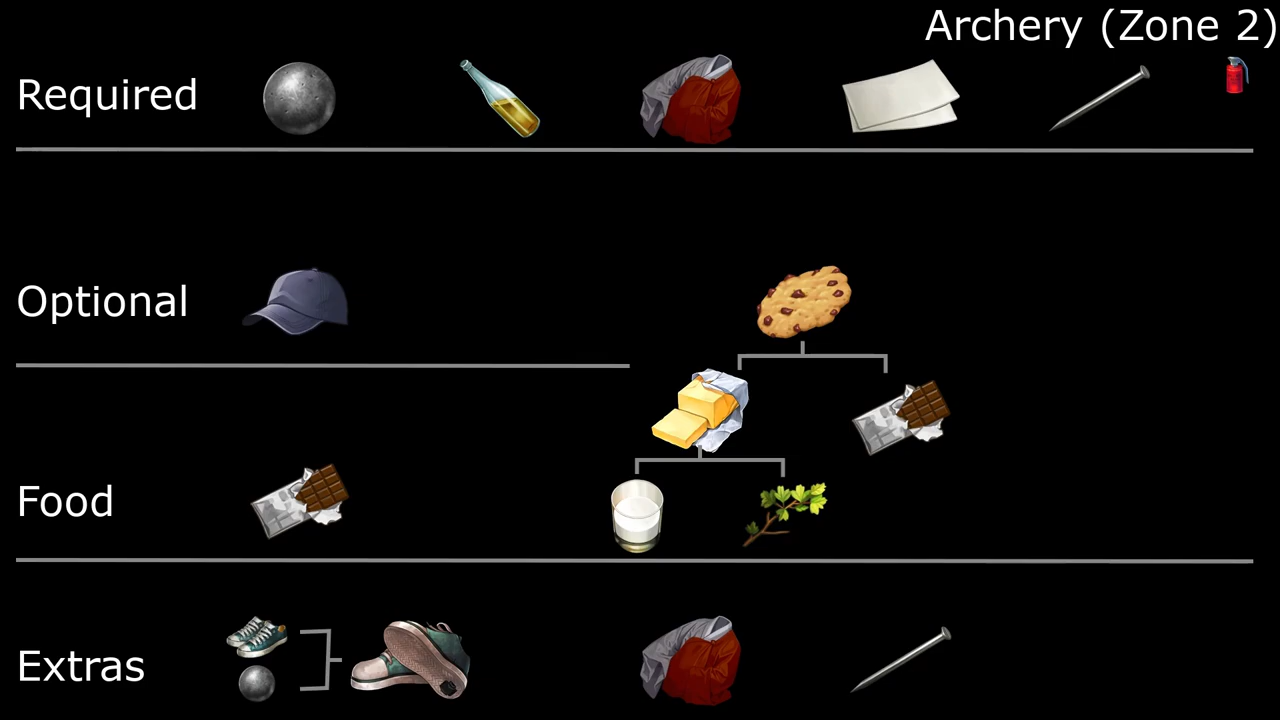 Archery (Zone 2)
Required
Optional
Food
Extras